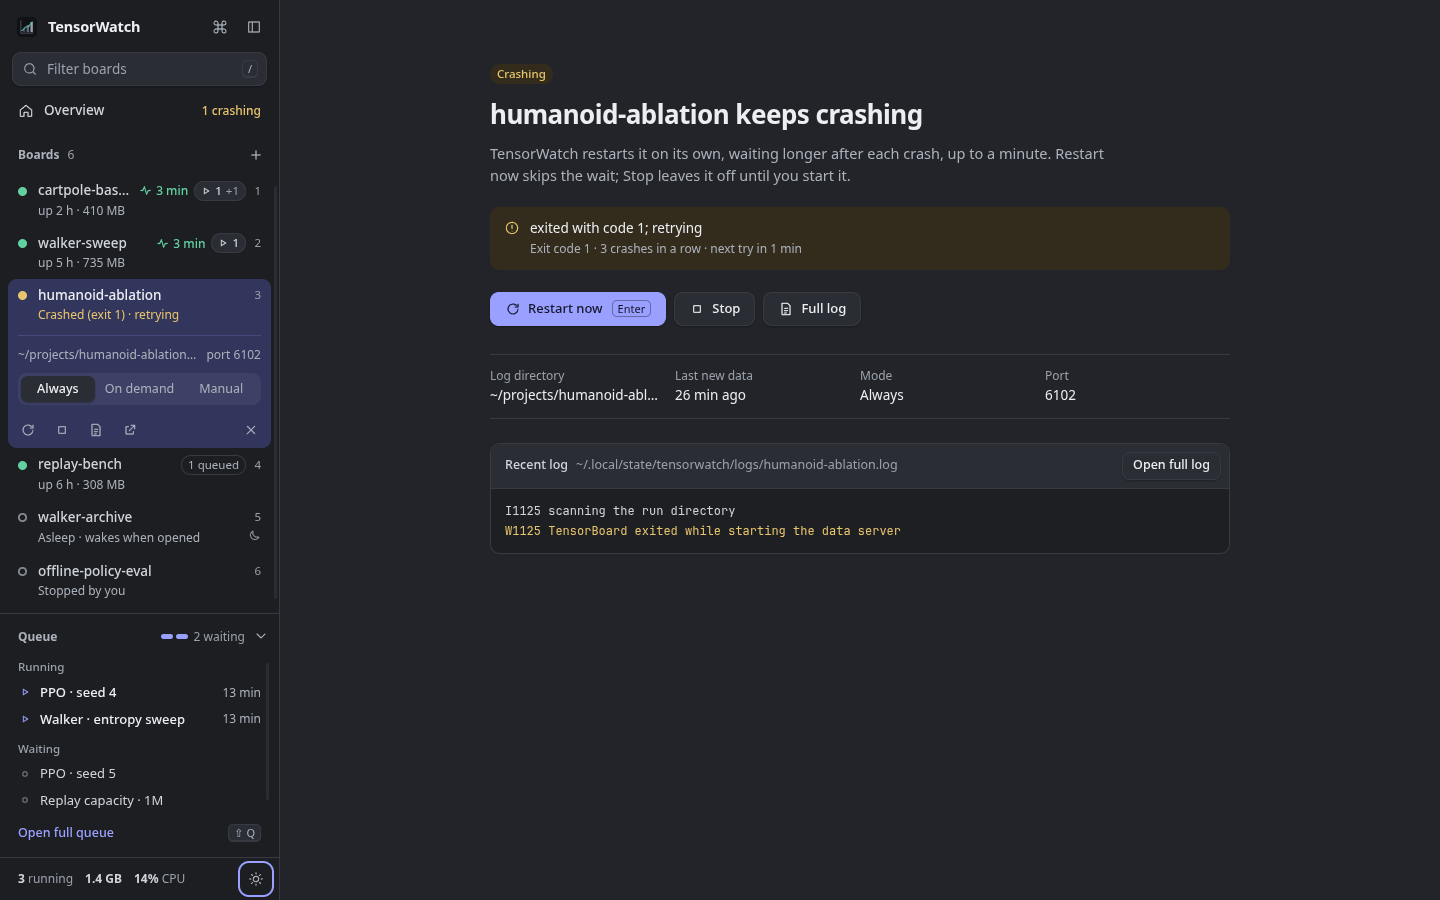 TensorWatch
Filter boards /
Overview 1 crashing
Boards 6
cartpole-bas... 3 min 1 +1 1
up 2 h · 410 MB
walker-sweep 3 min 1 2
up 5 h · 735 MB
humanoid-ablation 3
Crashed (exit 1) · retrying
~/projects/humanoid-ablation... port 6102
Always On demand Manual
replay-bench 1 queued 4
up 6 h · 308 MB
walker-archive 5
Asleep · wakes when opened
offline-policy-eval 6
Stopped by you
Queue 2 waiting
Running
PPO · seed 4 13 min
Walker · entropy sweep 13 min
Waiting
PPO · seed 5
Replay capacity · 1M
Open full queue ⇧ Q
3 running 1.4 GB 14% CPU
Crashing
humanoid-ablation keeps crashing
TensorWatch restarts it on its own, waiting longer after each crash, up to a minute. Restart
now skips the wait; Stop leaves it off until you start it.
exited with code 1; retrying
Exit code 1 · 3 crashes in a row · next try in 1 min
Restart now Enter Stop Full log
Log directory Last new data Mode Port
~/projects/humanoid-abl... 26 min ago Always 6102
Recent log ~/.local/state/tensorwatch/logs/humanoid-ablation.log Open full log
I1125 scanning the run directory
W1125 TensorBoard exited while starting the data server